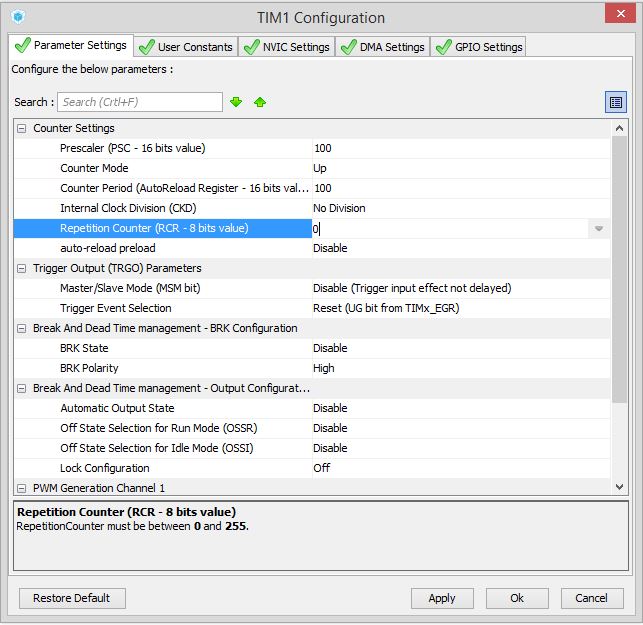 TIM1 Configuration
Parameter Settings User Constants NVIC Settings DMA Settings GPIO Settings
Configure the below parameters :
Search : Search (Crtl+F)
Counter Settings
Prescaler (PSC - 16 bits value) 100
Counter Mode Up
Counter Period (AutoReload Register - 16 bits val... 100
Internal Clock Division (CKD) No Division
Repetition Counter (RCR - 8 bits value) 0
auto-reload preload Disable
Trigger Output (TRGO) Parameters
Master/Slave Mode (MSM bit) Disable (Trigger input effect not delayed)
Trigger Event Selection Reset (UG bit from TIMx_EGR)
Break And Dead Time management - BRK Configuration
BRK State Disable
BRK Polarity High
Break And Dead Time management - Output Configurat...
Automatic Output State Disable
Off State Selection for Run Mode (OSSR) Disable
Off State Selection for Idle Mode (OSSI) Disable
Lock Configuration Off
PWM Generation Channel 1
Repetition Counter (RCR - 8 bits value)
RepetitionCounter must be between 0 and 255.
Restore Default Apply Ok Cancel